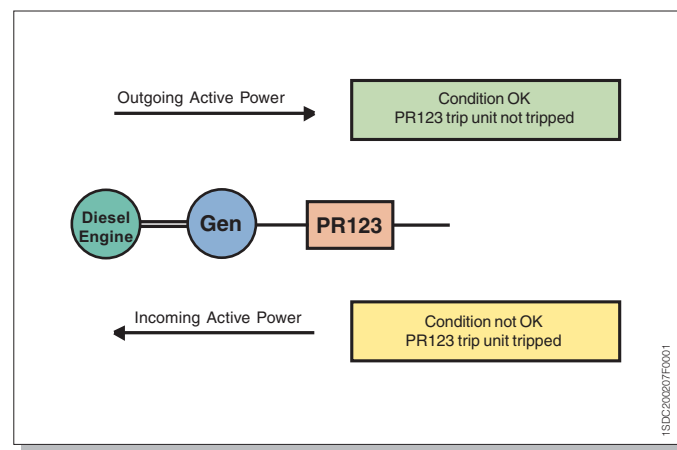 Outgoing Active Power
Condition OK
PR123 trip unit not tripped
Diesel
Engine
Gen
PR123
Incoming Active Power
Condition not OK
PR123 trip unit tripped
1SDC200207F0001